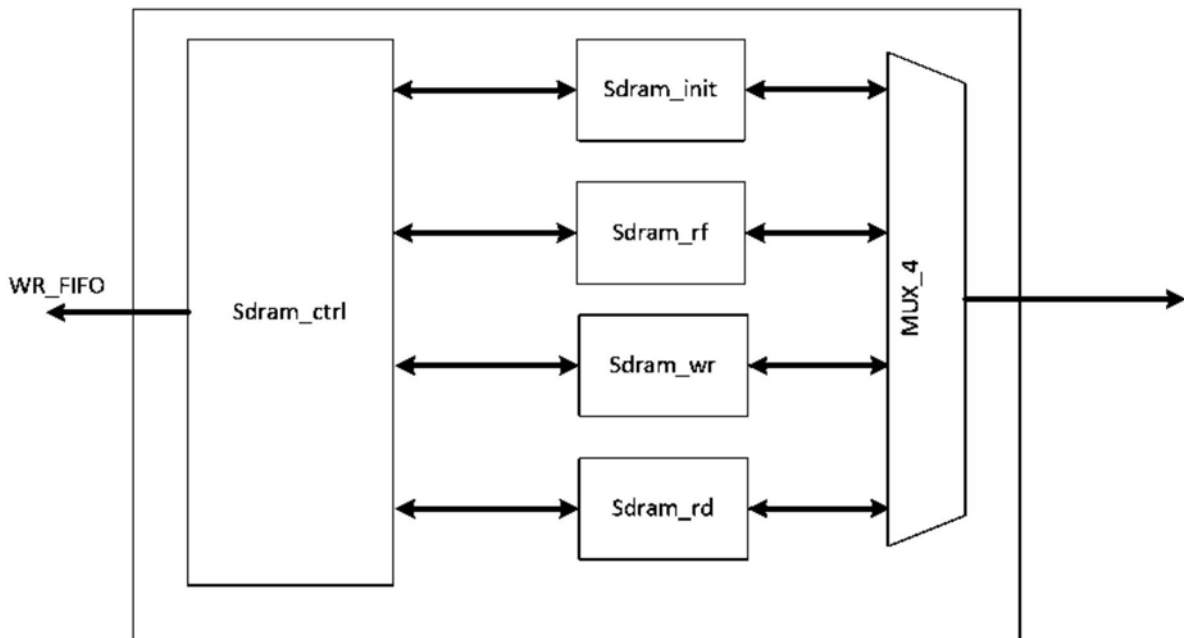 WR_FIFO
Sdram_ctrl
Sdram_init
Sdram_rf
Sdram_wr
Sdram_rd
MUX_4